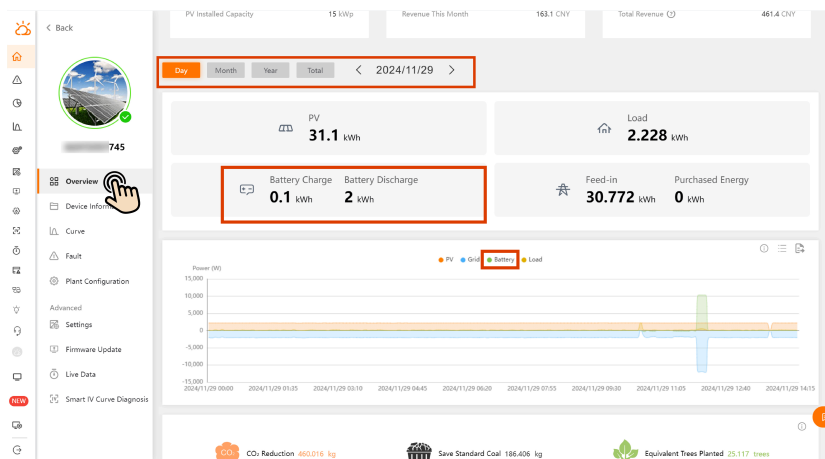 PV Installed Capacity 15 kWp Revenue This Month 163.1 CNY Total Revenue 461.4 CNY
< Back
Day Month Year Total < 2024/11/29 >
745
PV
31.1 kWh
Load
2.228 kWh
Battery Charge Battery Discharge
0.1 kWh 2 kWh
Feed-in Purchased Energy
30.772 kWh 0 kWh
Overview
Device Inform
Curve
Fault
Plant Configuration
Advanced
Settings
Firmware Update
Live Data
Smart IV Curve Diagnosis
NEW
PV Grid Battery Load
Power (W)
15,000
10,000
5,000
0
-5,000
-10,000
-15,000
2024/11/29 00:00 2024/11/29 01:35 2024/11/29 03:10 2024/11/29 04:45 2024/11/29 06:20 2024/11/29 07:55 2024/11/29 09:30 2024/11/29 11:05 2024/11/29 12:40 2024/11/29 14:15
CO₂ CO₂ Reduction 460.016 kg Save Standard Coal 186.406 kg Equivalent Trees Planted 25.117 trees